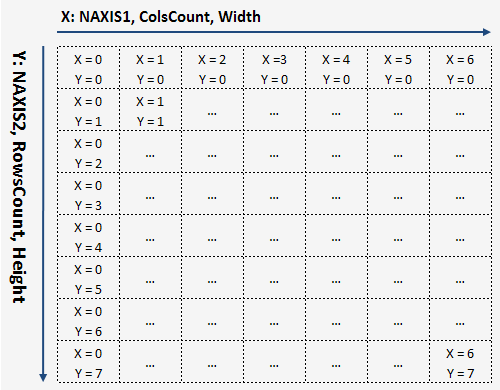 X: NAXIS1, ColsCount, Width
Y: NAXIS2, RowsCount, Height
X = 0 X = 1 X = 2 X =3 X = 4 X = 5 X = 6
Y = 0 Y = 0 Y = 0 Y = 0 Y = 0 Y = 0 Y = 0
X = 0 X = 1
Y = 1 Y = 1 ... ... ... ... ...
X = 0
Y = 2 ... ... ... ... ... ...
X = 0
Y = 3 ... ... ... ... ... ...
X = 0
Y = 4 ... ... ... ... ... ...
X = 0
Y = 5 ... ... ... ... ... ...
X = 0
Y = 6 ... ... ... ... ... ...
X = 0 X = 6
Y = 7 ... ... ... ... ... Y = 7